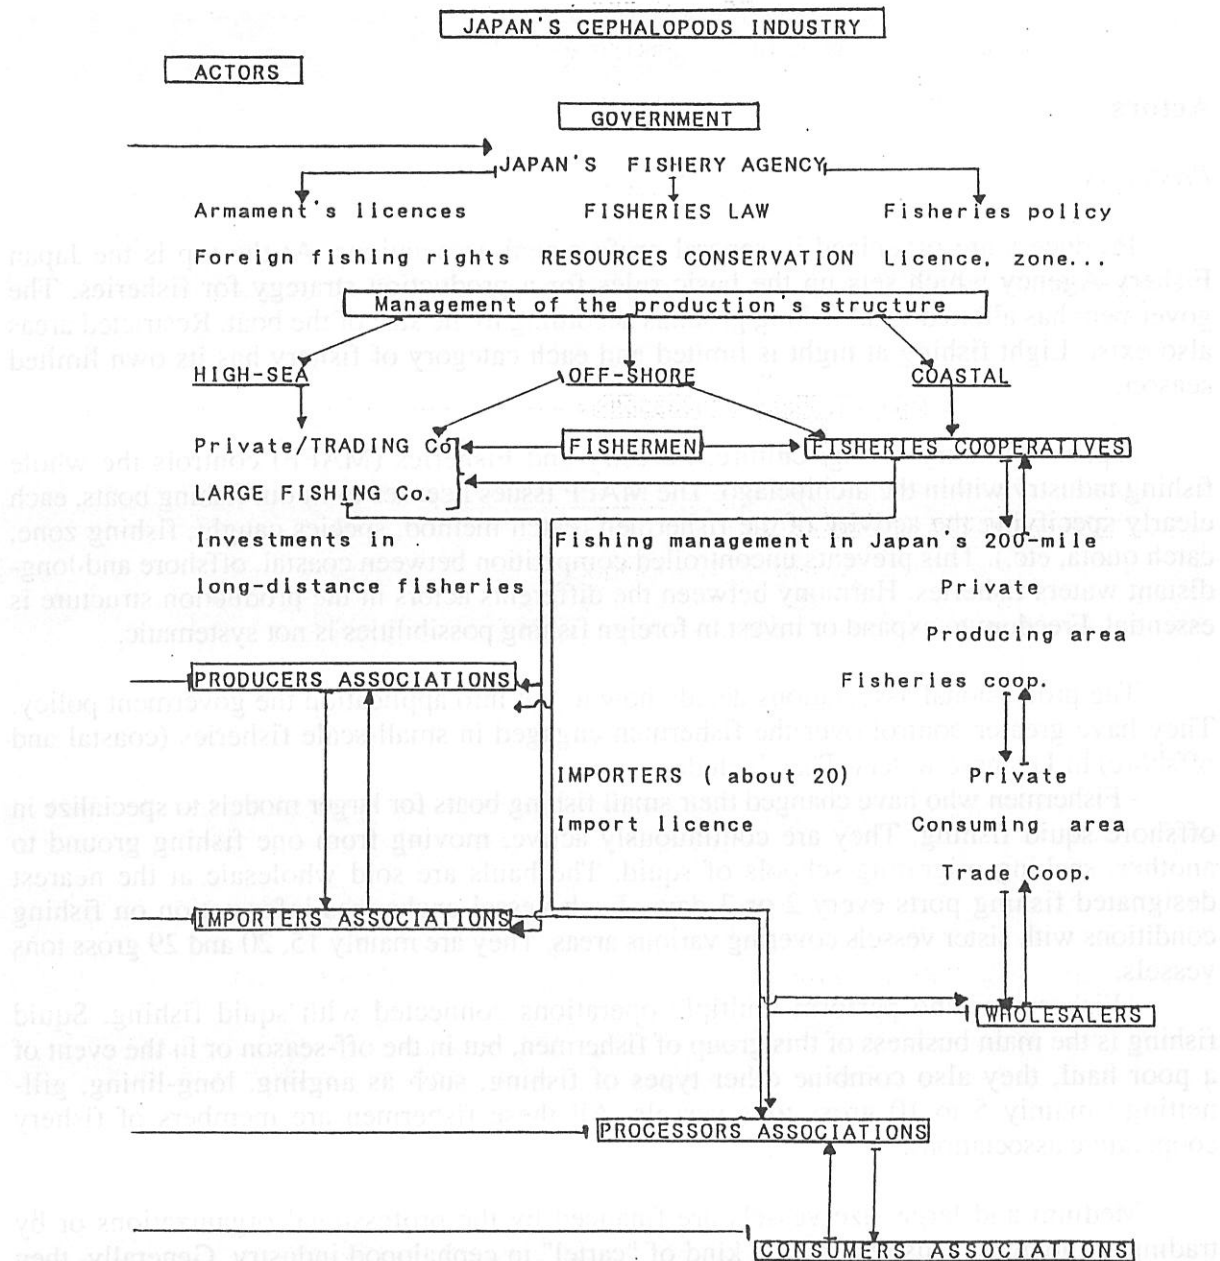 JAPAN'S CEPHALOPODS INDUSTRY
ACTORS
GOVERNMENT
JAPAN'S FISHERY AGENCY
Armament's licences FISHERIES LAW Fisheries policy
Foreign fishing rights RESOURCES CONSERVATION Licence. zone...
Management of the production's structure
HIGH-SEA OFF-SHORE COASTAL
Private/TRADING Co FISHERMEN FISHERIES COOPERATIVES
LARGE FISHING Co.
Investments in Fishing management in Japan's 200-mile
long-distance fisheries Private
Producing area
PRODUCERS ASSOCIATIONS Fisheries coop.
IMPORTERS (about 20) Private
Import licence Consuming area
Trade Coop.
IMPORTERS ASSOCIATIONS
WHOLESALERS
PROCESSORS ASSOCIATIONS
CONSUMERS ASSOCIATIONS